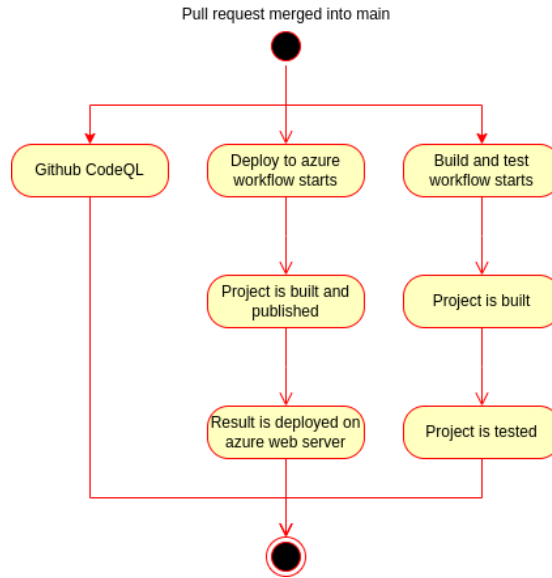 Pull request merged into main
Github CodeQL
Deploy to azure
workflow starts
Build and test
workflow starts
Project is built and
published
Project is built
Result is deployed on
azure web server
Project is tested